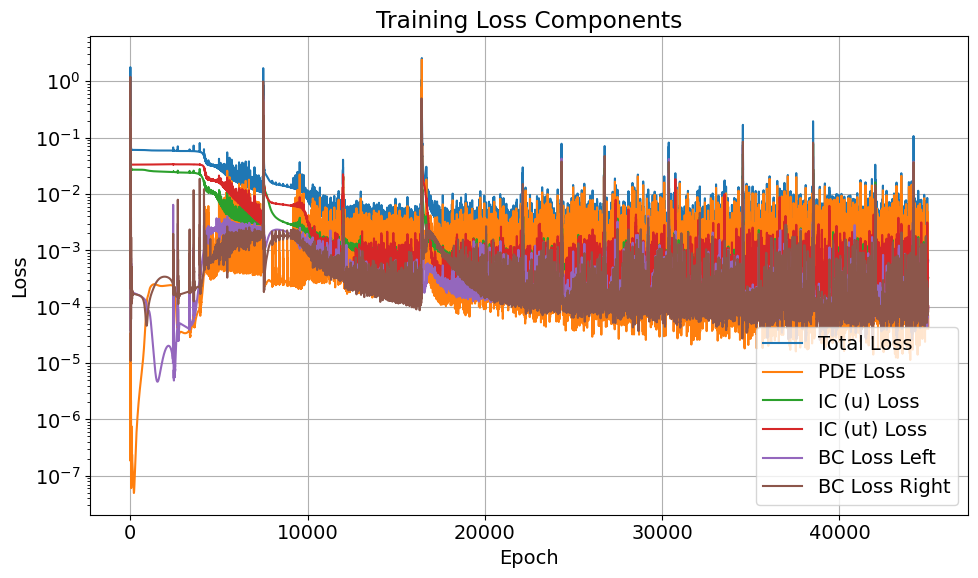 Training Loss Components
Loss
10⁰
10⁻¹
10⁻²
10⁻³
10⁻⁴
10⁻⁵
10⁻⁶
10⁻⁷
0 10000 20000 30000 40000
Epoch
Total Loss
PDE Loss
IC (u) Loss
IC (ut) Loss
BC Loss Left
BC Loss Right